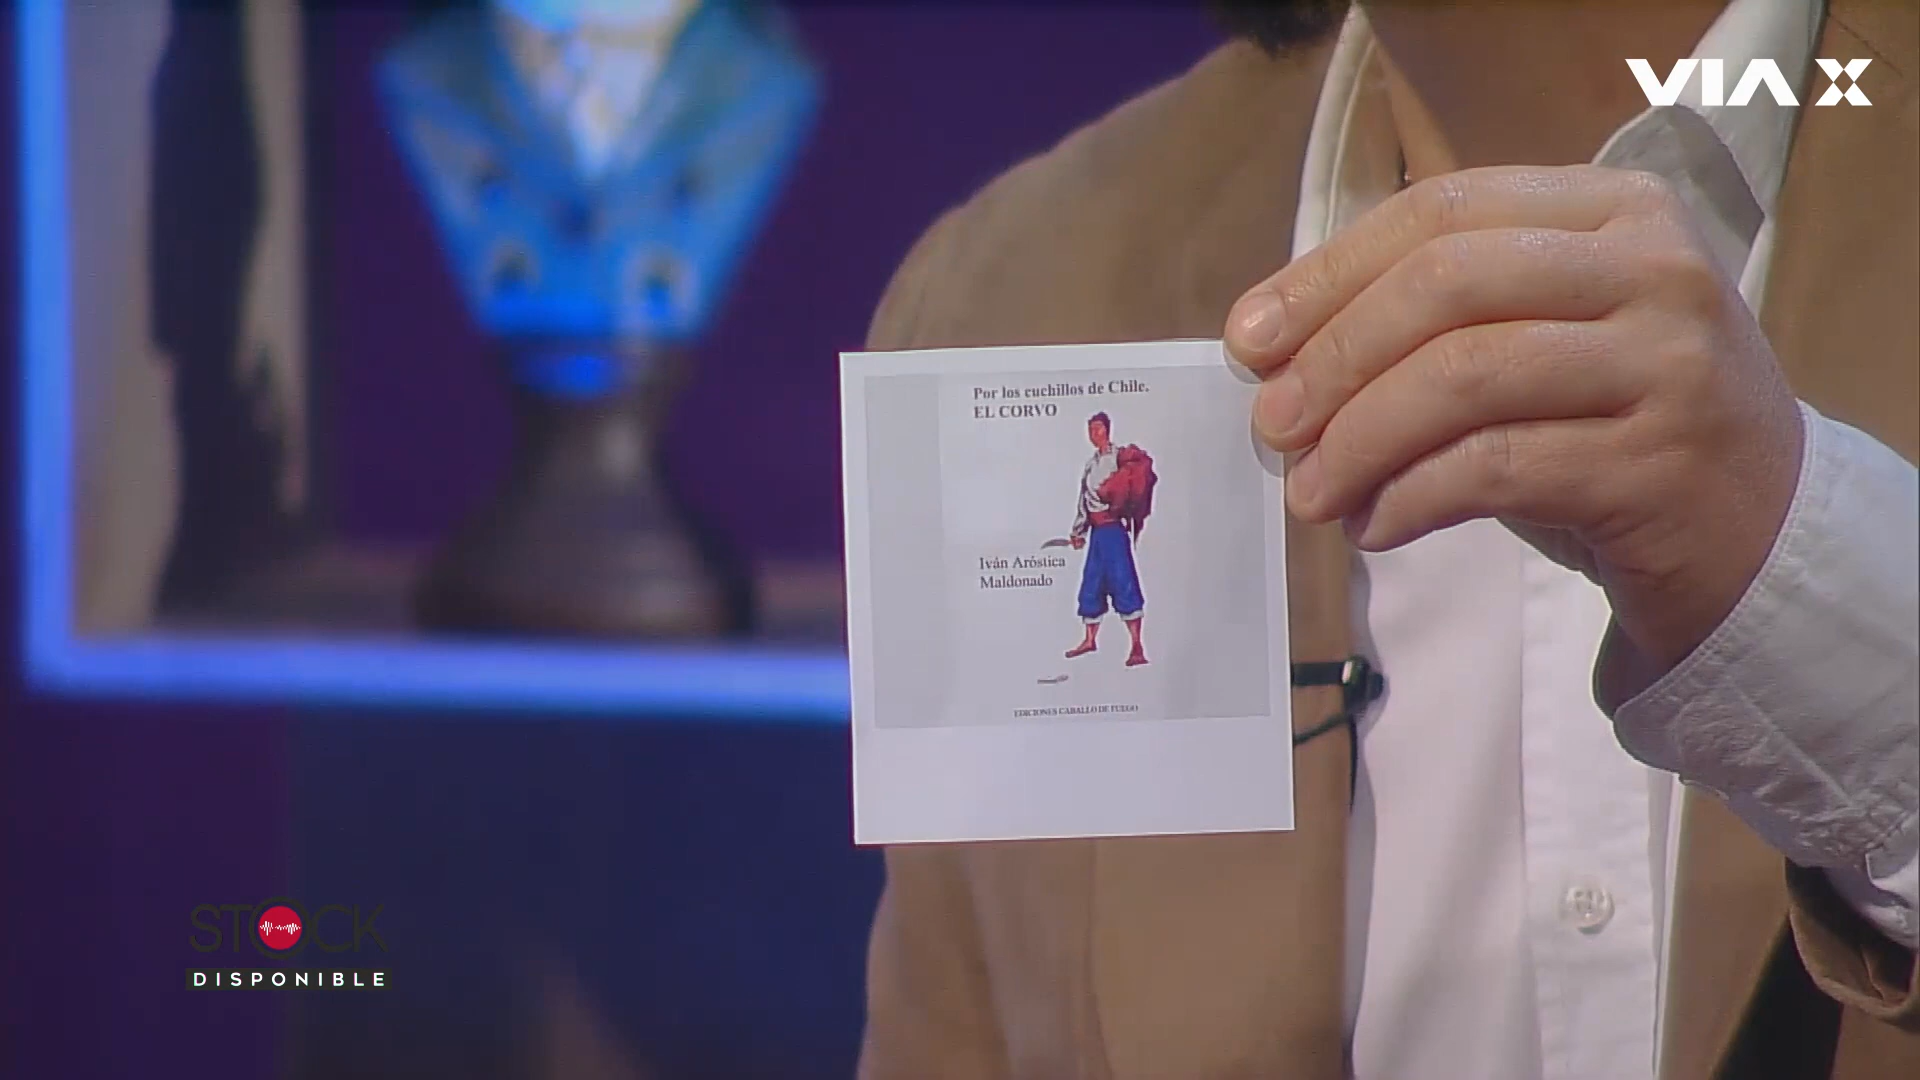 VIA X
Por los cuchillos de Chile.
EL CORVO
Iván Aróstica
Maldonado
EDICIONES CABALLO DE FUEGO
STOCK
DISPONIBLE